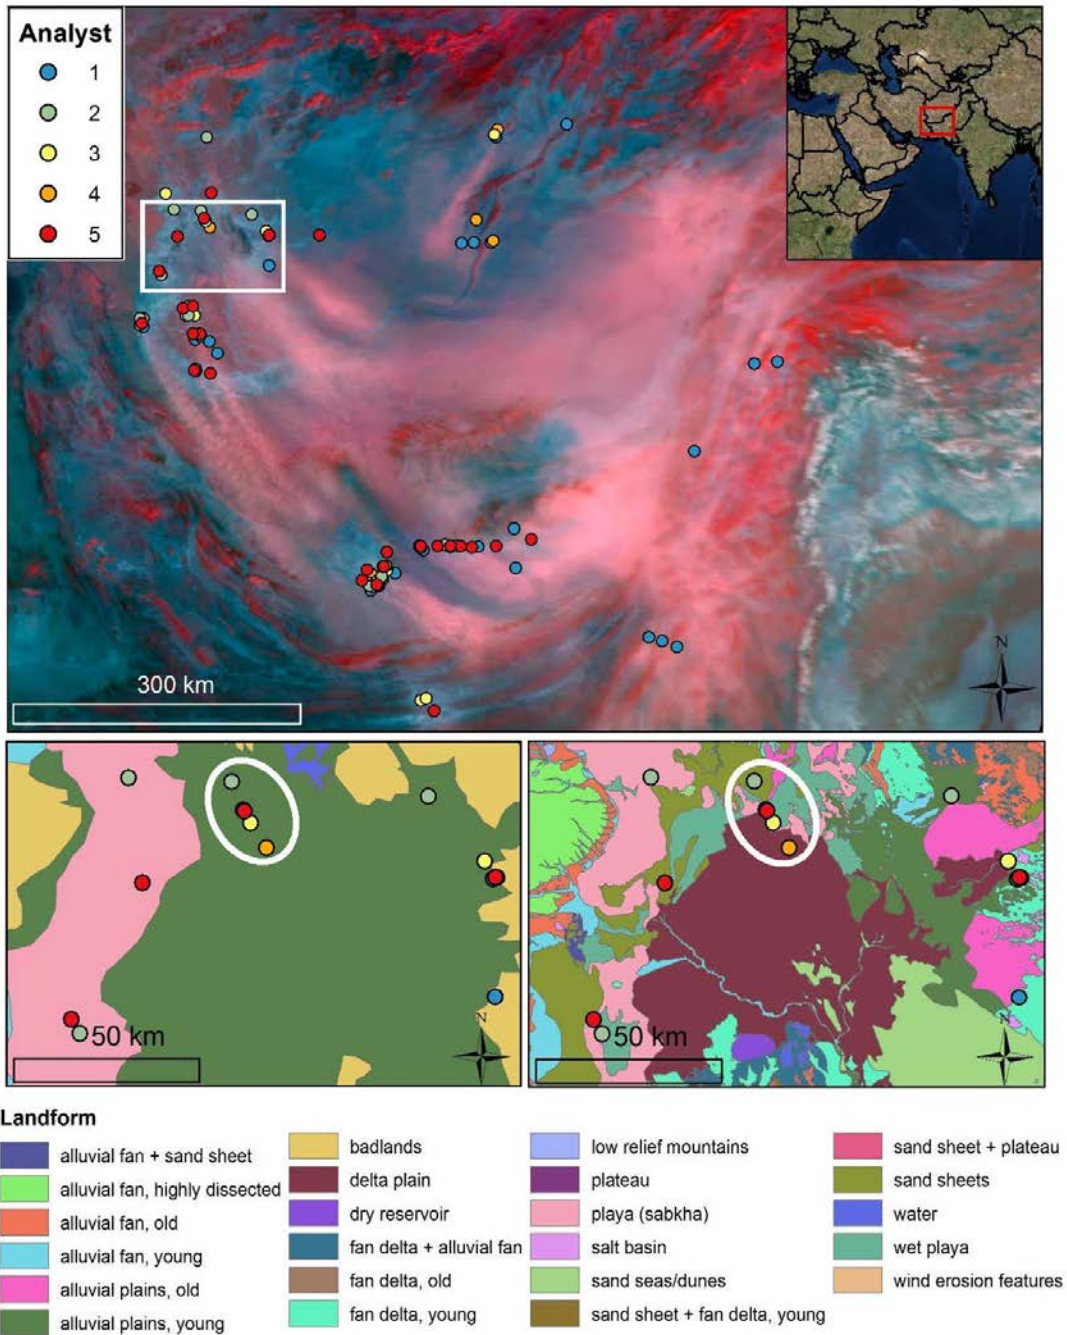 Analyst
1
2
3
4
5
N
300 km
N
50 km
N
50 km
Landform
alluvial fan + sand sheet
alluvial fan, highly dissected
alluvial fan, old
alluvial fan, young
alluvial plains, old
alluvial plains, young
badlands
delta plain
dry reservoir
fan delta + alluvial fan
fan delta, old
fan delta, young
low relief mountains
plateau
playa (sabkha)
salt basin
sand seas/dunes
sand sheet + fan delta, young
sand sheet + plateau
sand sheets
water
wet playa
wind erosion features